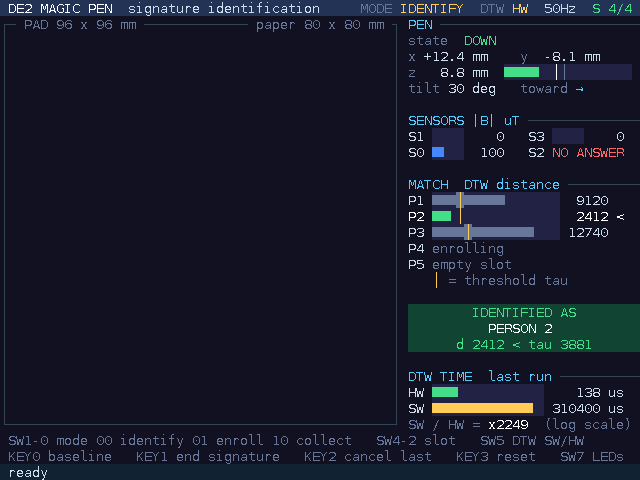 DE2 MAGIC PEN signature identification MODE IDENTIFY DTW HW 50Hz S 4/4
PAD 96 x 96 mm paper 80 x 80 mm
PEN
state DOWN
x +12.4 mm y -8.1 mm
z 8.8 mm
tilt 30 deg toward →
SENSORS |B| uT
S1 0 S3 0
S0 100 S2 NO ANSWER
MATCH DTW distance
P1 9120
P2 2412 <
P3 12740
P4 enrolling
P5 empty slot
| = threshold tau
IDENTIFIED AS
PERSON 2
d 2412 < tau 3881
DTW TIME last run
HW 138 us
SW 310400 us
SW / HW = x2249 (log scale)
SW1-0 mode 00 identify 01 enroll 10 collect SW4-2 slot SW5 DTW SW/HW
KEY0 baseline KEY1 end signature KEY2 cancel last KEY3 reset SW7 LEDs
ready